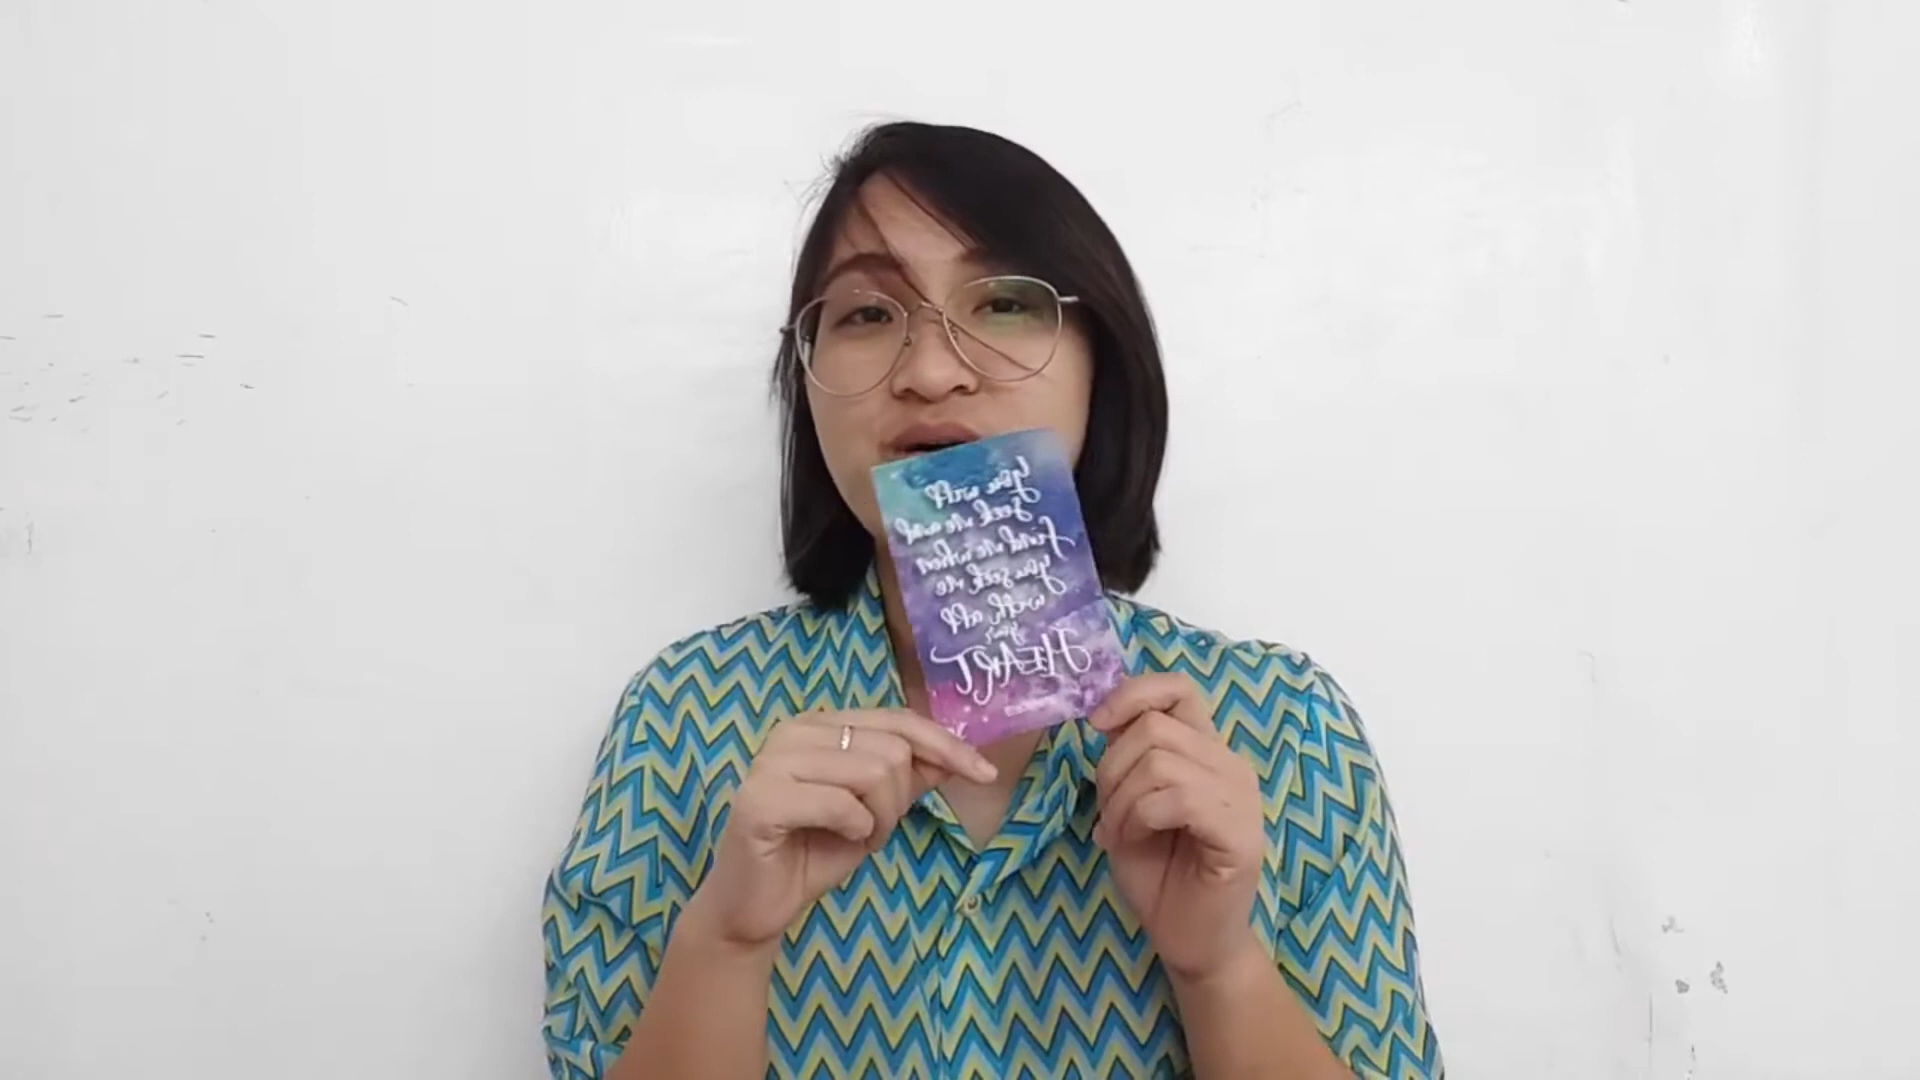 you will
seek me and
find me when
you seek me
with all
your
HEART